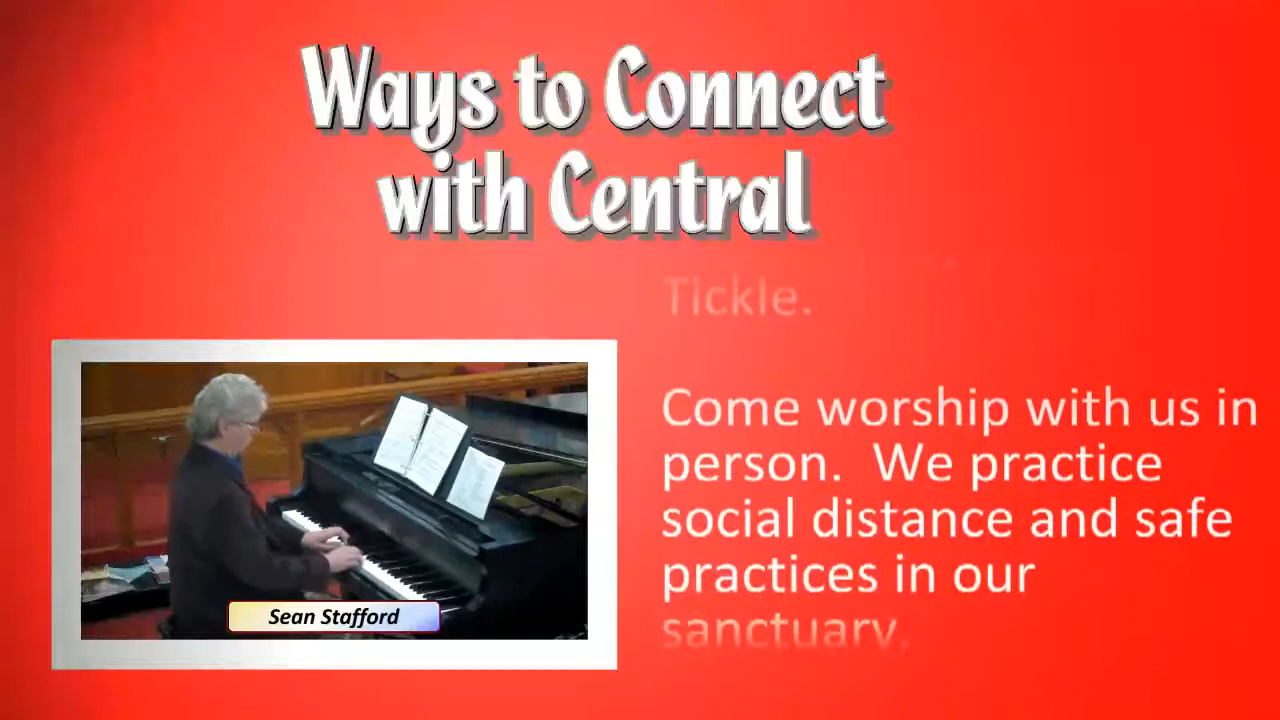 Ways to Connect
with Central
Tickle.
Come worship with us in
person. We practice
social distance and safe
practices in our
sanctuary.
Sean Stafford